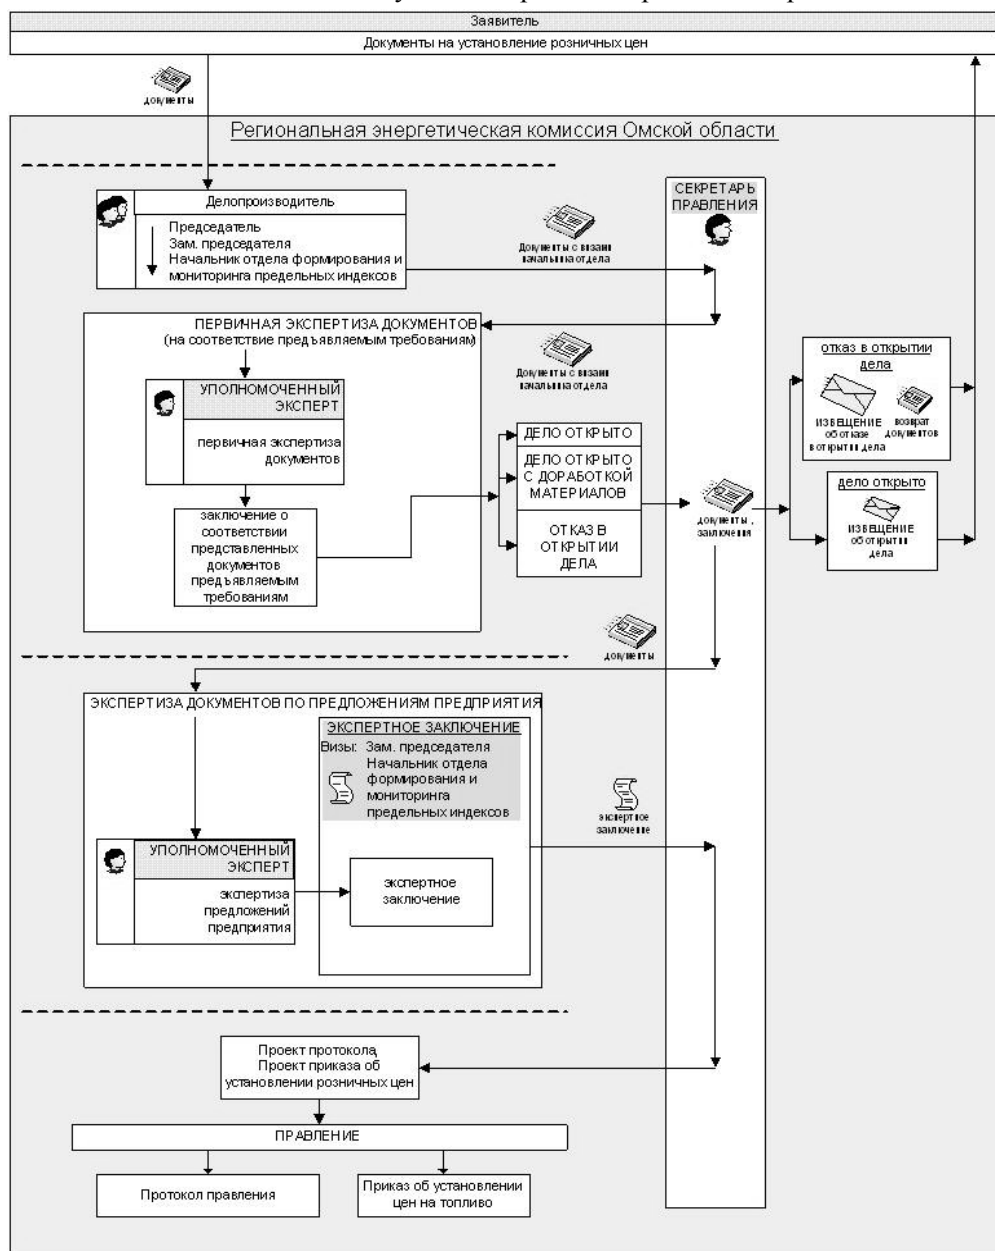 Заявитель
Документы на установление розничных цен
документы
Региональная энергетическая комиссия Омской области
Делопроизводитель
Председатель
Зам. председателя
Начальник отдела формирования и
мониторинга предельных индексов
Документы с визами
начальника отдела
СЕКРЕТАРЬ
ПРАВЛЕНИЯ
ПЕРВИЧНАЯ ЭКСПЕРТИЗА ДОКУМЕНТОВ
(на соответствие предъявляемым требованиям)
Документы с визами
начальника отдела
УПОЛНОМОЧЕННЫЙ
ЭКСПЕРТ
первичная экспертиза
документов
заключение о
соответствии
представленных
документов
предъявляемым
требованиям
ДЕЛО ОТКРЫТО
ДЕЛО ОТКРЫТО
С ДОРАБОТКОЙ
МАТЕРИАЛОВ
ОТКАЗ В
ОТКРЫТИИ
ДЕЛА
документы,
заключения
отказ в открытии
дела
ИЗВЕЩЕНИЕ
об отказе
в открытии дела
возврат
документов
дело открыто
ИЗВЕЩЕНИЕ
об открытии
дела
документы
ЭКСПЕРТИЗА ДОКУМЕНТОВ ПО ПРЕДЛОЖЕНИЯМ ПРЕДПРИЯТИЯ
ЭКСПЕРТНОЕ ЗАКЛЮЧЕНИЕ
Визы: Зам. председателя
Начальник отдела
формирования и
мониторинга
предельных индексов
экспертное
заключение
УПОЛНОМОЧЕННЫЙ
ЭКСПЕРТ
экспертиза
предложений
предприятия
экспертное
заключение
Проект протокола,
Проект приказа об
установлении розничных цен
ПРАВЛЕНИЕ
Протокол правления
Приказ об установлении
цен на топливо